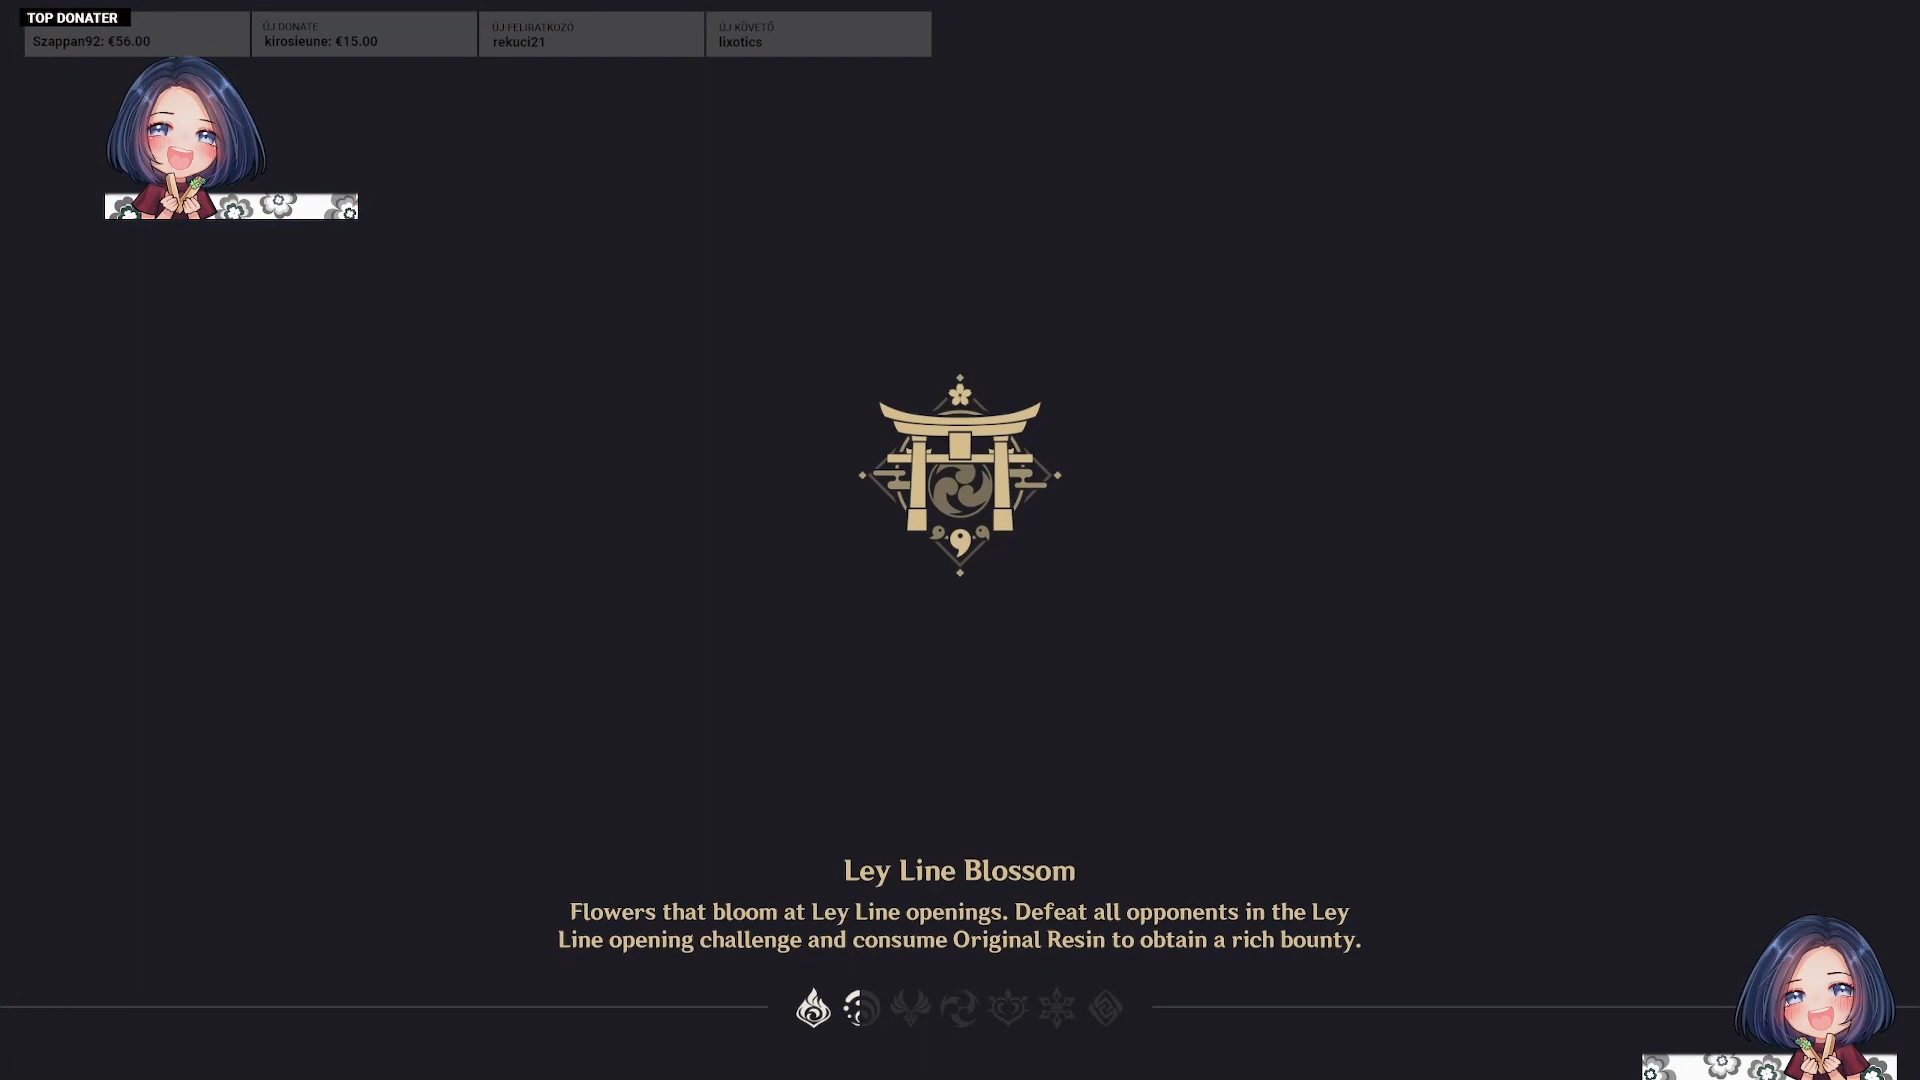 TOP DONATER
Szappan92: €56.00
ÚJ DONATE
kirosieune: €15.00
ÚJ FELIRATKOZÓ
rekuci21
ÚJ KÖVETŐ
lixotics
Ley Line Blossom
Flowers that bloom at Ley Line openings. Defeat all opponents in the Ley
Line opening challenge and consume Original Resin to obtain a rich bounty.